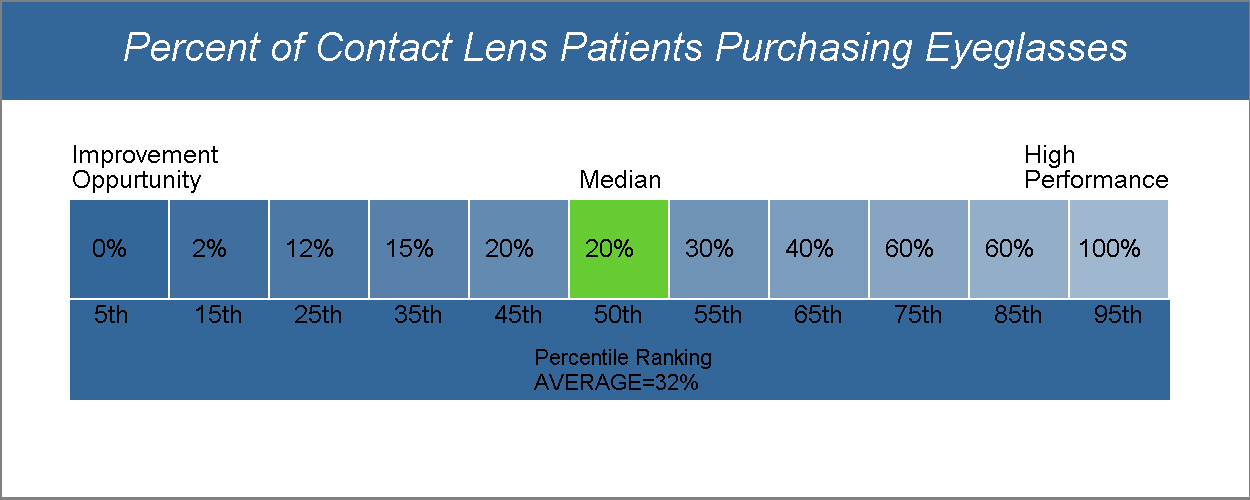 Percent of Contact Lens Patients Purchasing Eyeglasses
Improvement
Oppurtunity
Median
High
Performance
0% 2% 12% 15% 20% 20% 30% 40% 60% 60% 100%
5th 15th 25th 35th 45th 50th 55th 65th 75th 85th 95th
Percentile Ranking
AVERAGE=32%